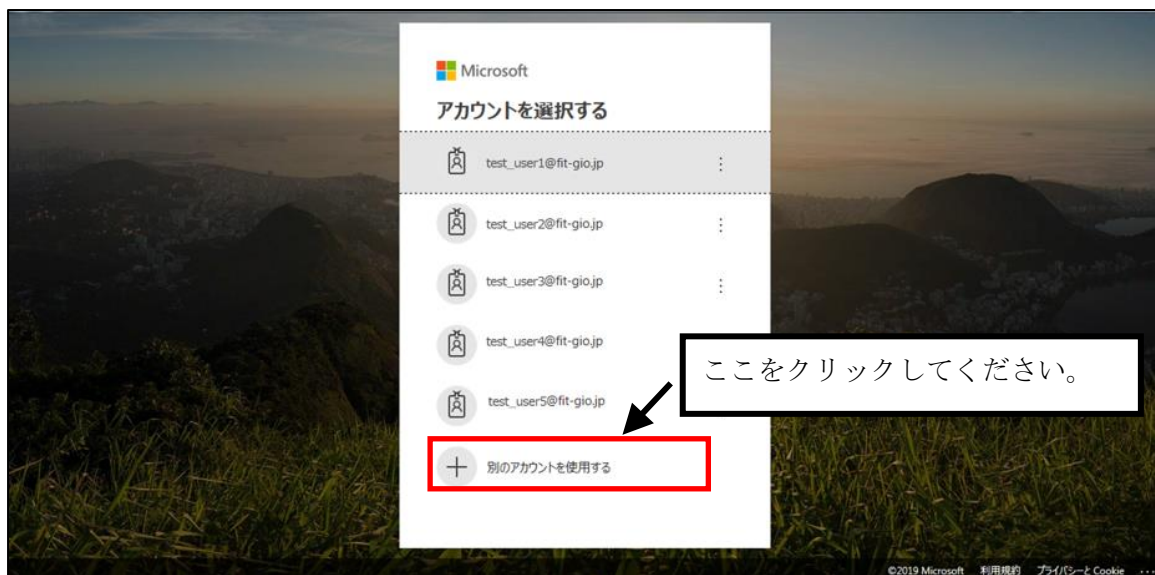 Microsoft
アカウントを選択する
test_user1@fit-gio.jp
test_user2@fit-gio.jp
test_user3@fit-gio.jp
test_user4@fit-gio.jp
test_user5@fit-gio.jp
ここをクリックしてください。
別のアカウントを使用する
©2019 Microsoft 利用規約 プライバシーと Cookie ...